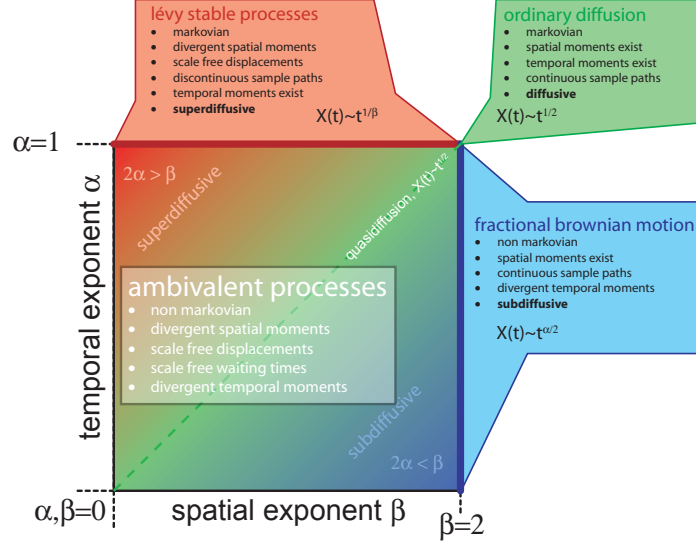 lévy stable processes
• markovian
• divergent spatial moments
• scale free displacements
• discontinuous sample paths
• temporal moments exist
• superdiffusive
X(t)~t^{1/β}
ordinary diffusion
• markovian
• spatial moments exist
• temporal moments exist
• continuous sample paths
• diffusive
X(t)~t^{1/2}
α=1
2α > β
superdiffusive
quasidiffusion, X(t)~t^{1/2}
temporal exponent α
ambivalent processes
• non markovian
• divergent spatial moments
• scale free displacements
• scale free waiting times
• divergent temporal moments
fractional brownian motion
• non markovian
• spatial moments exist
• continuous sample paths
• divergent temporal moments
• subdiffusive
X(t)~t^{α/2}
subdiffusive
2α < β
α,β=0
spatial exponent β
β=2